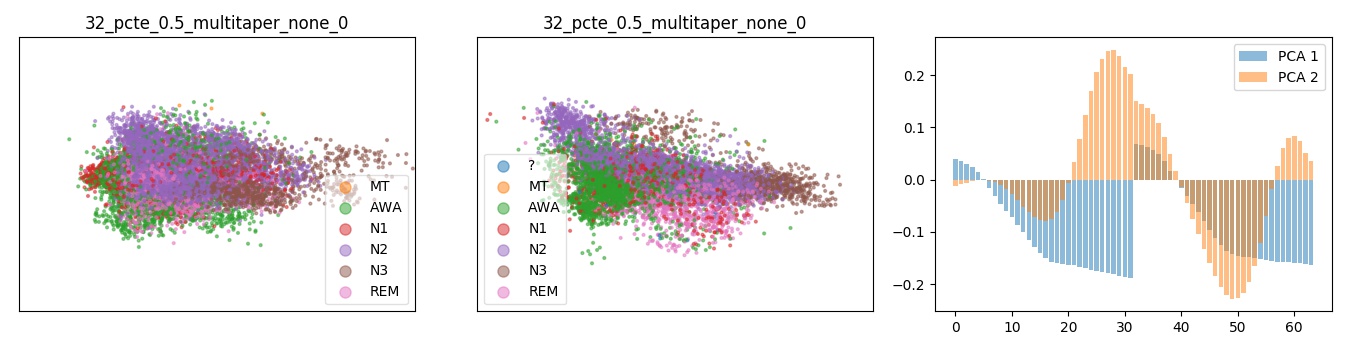 32_pcte_0.5_multitaper_none_0
MT
AWA
N1
N2
N3
REM
32_pcte_0.5_multitaper_none_0
?
MT
AWA
N1
N2
N3
REM
PCA 1
PCA 2
0.2
0.1
0.0
−0.1
−0.2
0 10 20 30 40 50 60